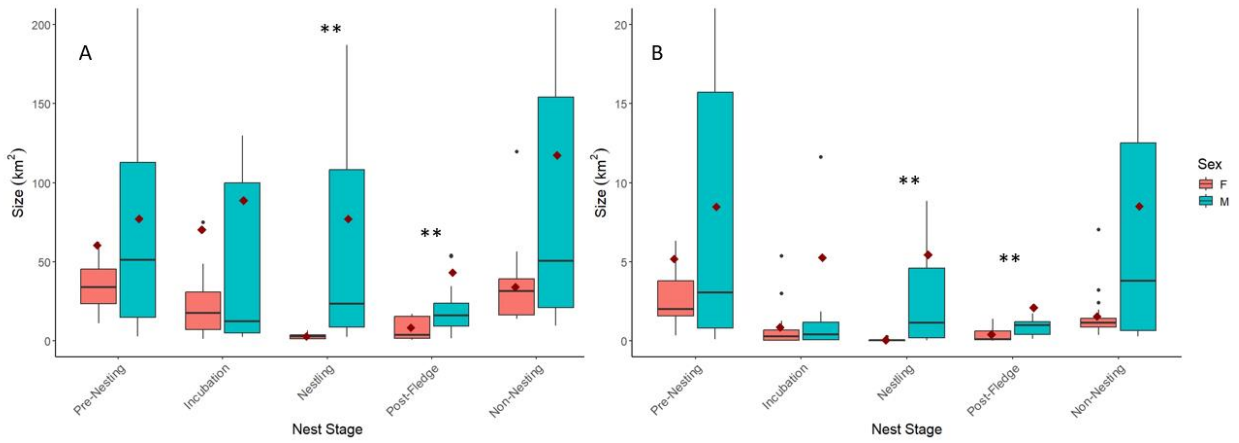 A
**
**
200
150
100
50
0
Size (km²)
Pre-Nesting
Incubation
Nestling
Post-Fledge
Non-Nesting
Nest Stage
B
**
**
20
15
10
5
0
Size (km²)
Pre-Nesting
Incubation
Nestling
Post-Fledge
Non-Nesting
Nest Stage
Sex
F
M